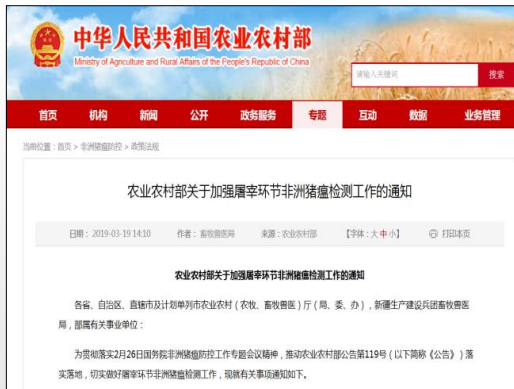 中华人民共和国农业农村部
Ministry of Agriculture and Rural Affairs of the People's Republic of China
请输入关键词
搜索
首页 机构 新闻 公开 政务服务 专题 互动 数据 业务管理
当前位置：首页 > 非洲猪瘟防控 > 政策法规
农业农村部关于加强屠宰环节非洲猪瘟检测工作的通知
日期：2019-03-19 14:10 作者：畜牧兽医局 来源：农业农村部 【字体：大 中 小】 打印本页
农业农村部关于加强屠宰环节非洲猪瘟检测工作的通知
各省、自治区、直辖市及计划单列市农业农村（农牧、畜牧兽医）厅（局、委、办），新疆生产建设兵团畜牧兽医
局，部属有关事业单位：
为贯彻落实2月26日国务院非洲猪瘟防控工作专题会议精神，推动农业农村部公告第119号（以下简称《公告》）落
实落地，切实做好屠宰环节非洲猪瘟检测工作，现就有关事项通知如下。